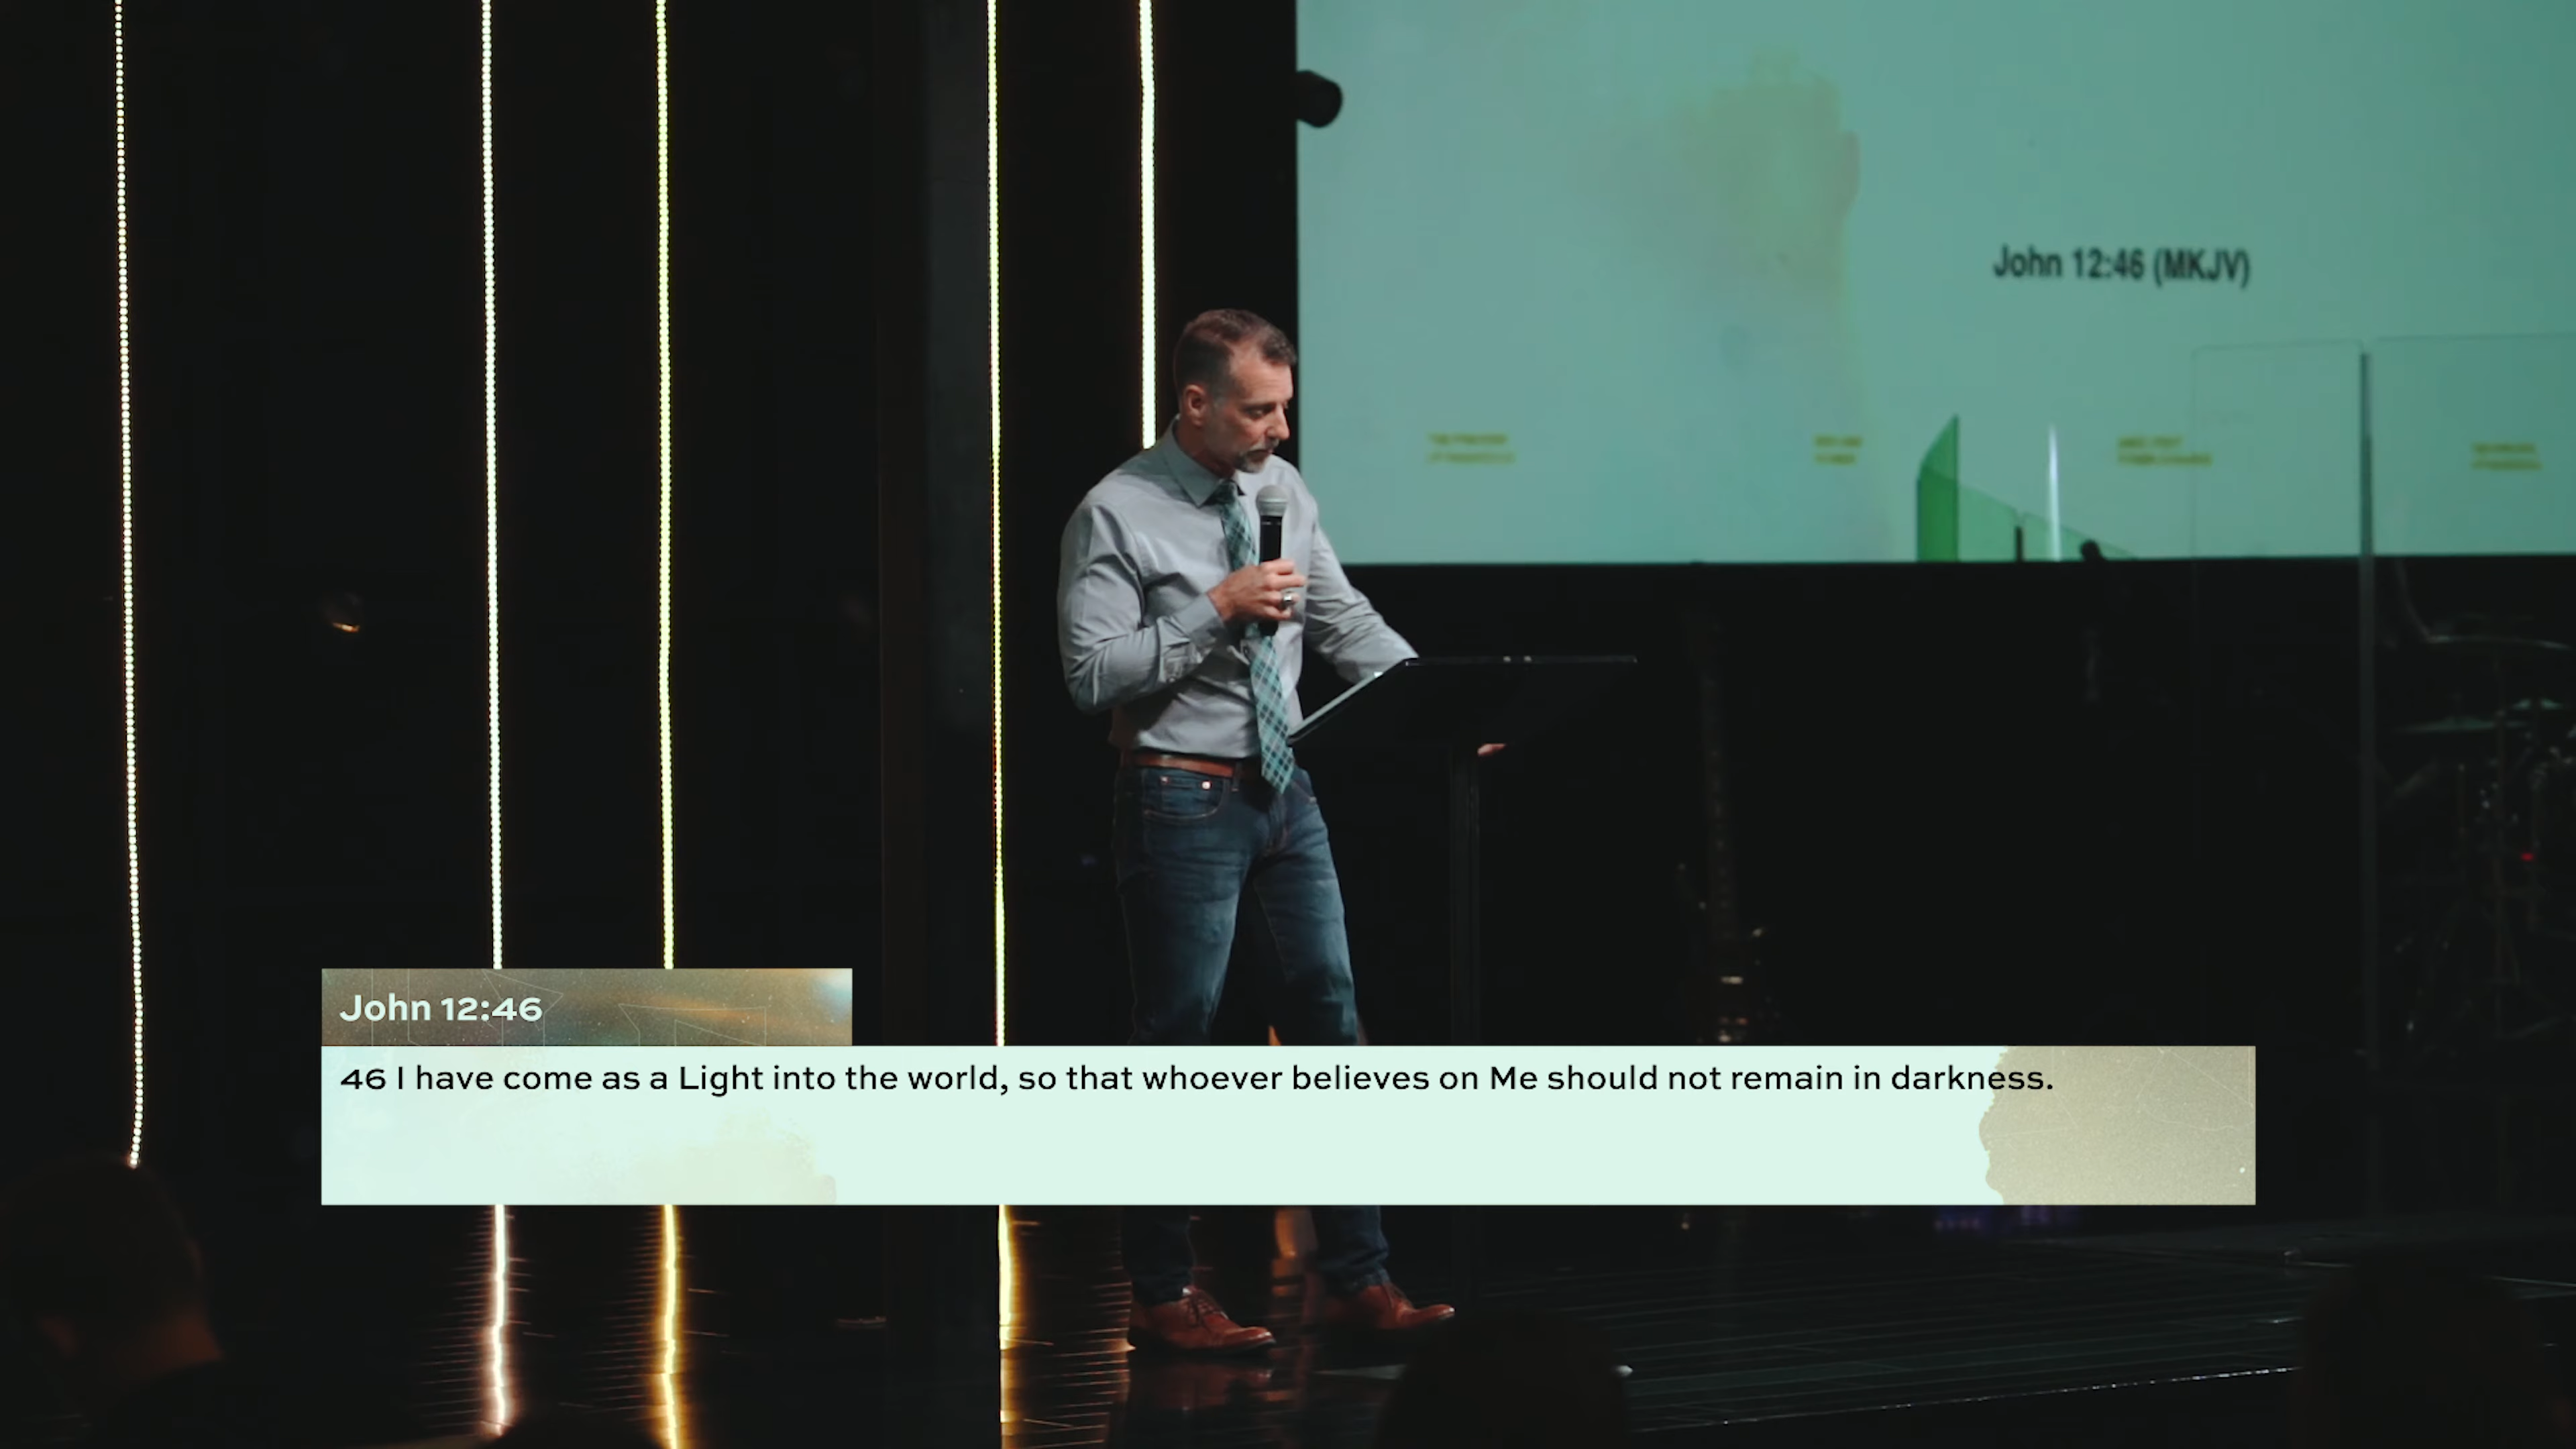 John 12:46 (MKJV)
John 12:46
46 I have come as a Light into the world, so that whoever believes on Me should not remain in darkness.